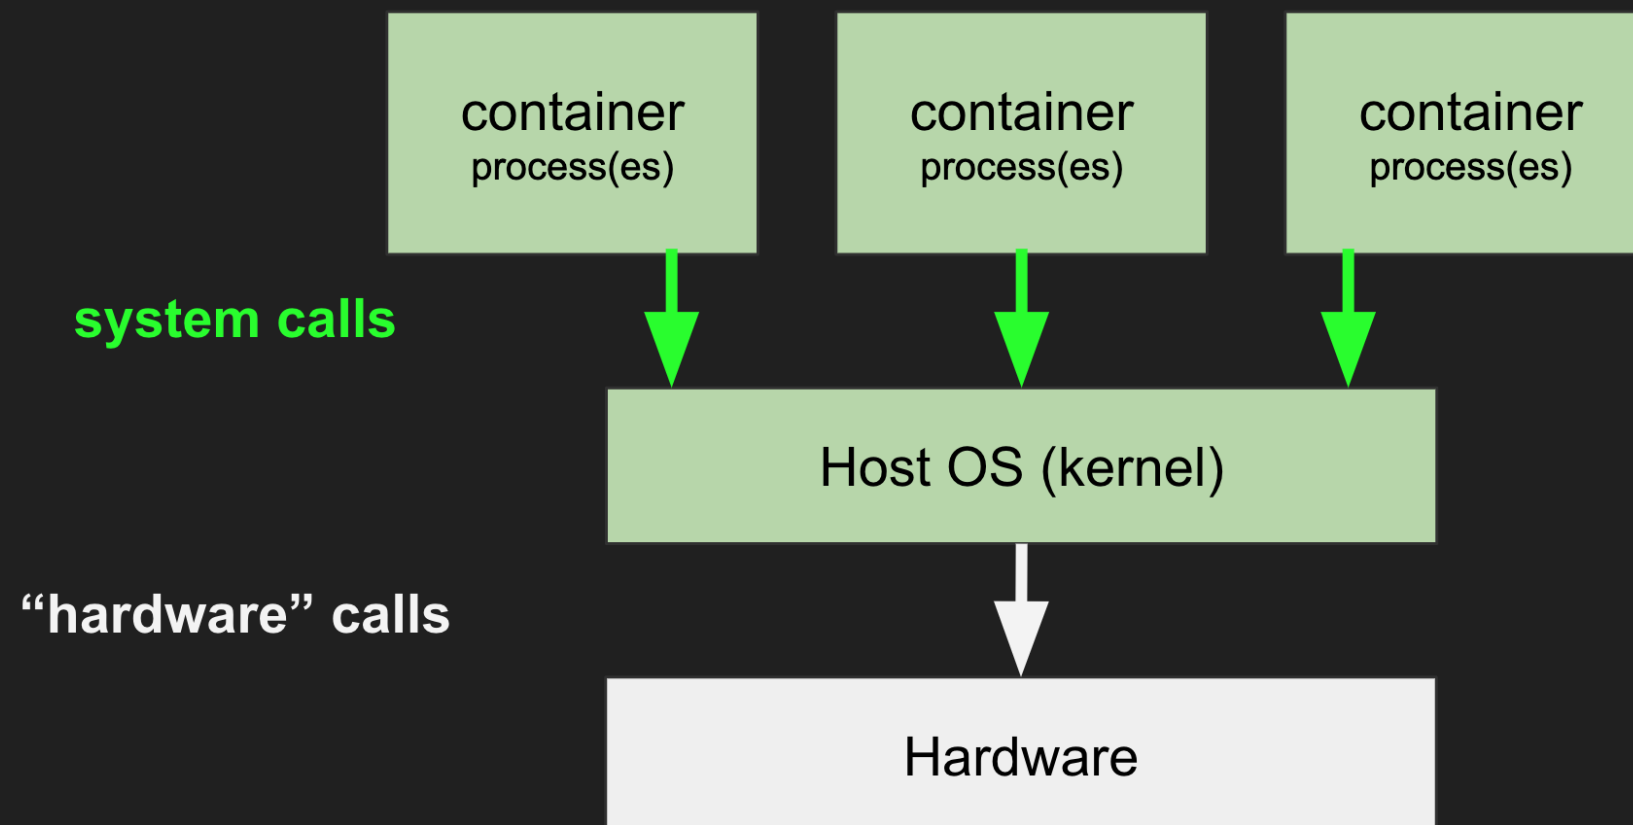 container
process(es)
container
process(es)
container
process(es)
system calls
Host OS (kernel)
“hardware” calls
Hardware